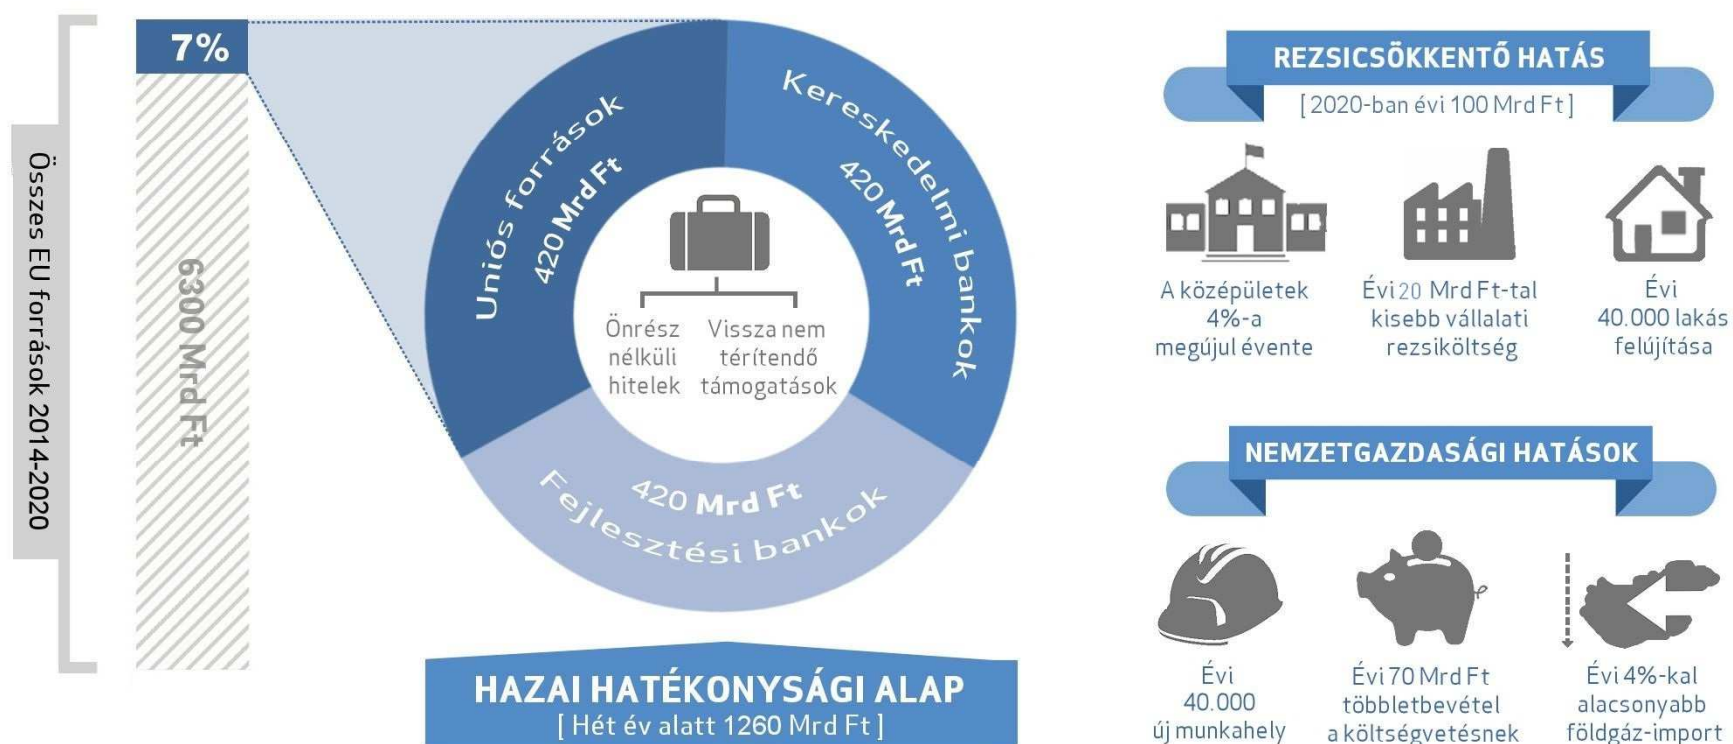 Összes EU források 2014-2020
7%
6300 Mrd Ft
Uniós források
420 Mrd Ft
Kereskedelmi bankok
420 Mrd Ft
420 Mrd Ft
Fejlesztési bankok
Önrész
nélküli
hitelek
Vissza nem
térítendő
támogatások
HAZAI HATÉKONYSÁGI ALAP
[ Hét év alatt 1260 Mrd Ft ]
REZSICSÖKKENTŐ HATÁS
[ 2020-ban évi 100 Mrd Ft ]
A középületek
4%-a
megújul évente
Évi 20 Mrd Ft-tal
kisebb vállalati
rezsiköltség
Évi
40.000 lakás
felújítása
NEMZETGAZDASÁGI HATÁSOK
Évi
40.000
új munkahely
Évi 70 Mrd Ft
többletbevétel
a költségvetésnek
Évi 4%-kal
alacsonyabb
földgáz-import